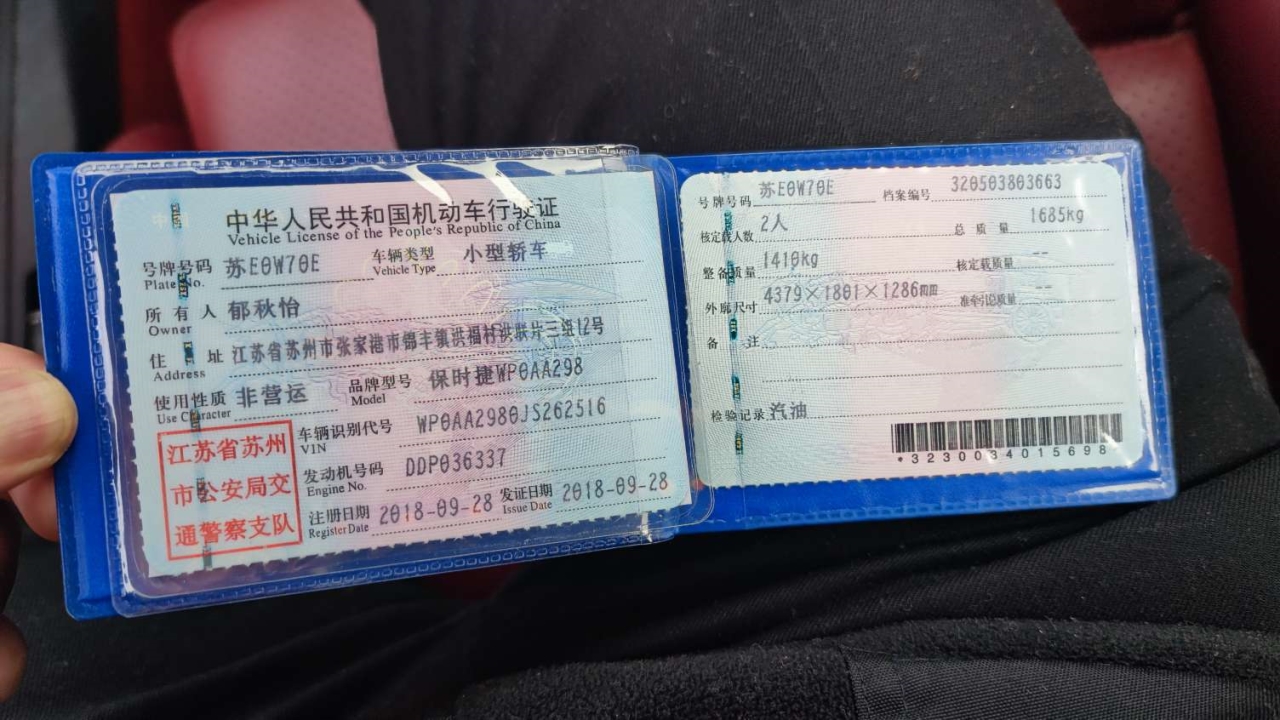 中华人民共和国机动车行驶证
Vehicle License of the People's Republic of China
号牌号码 苏E0W70E 车辆类型 小型轿车
Plate No. Vehicle Type
所有人 郁秋怡
Owner
住址 江苏省苏州市张家港市锦丰镇洪福村洪联片三组12号
Address
使用性质 非营运 品牌型号 保时捷WP0AA298
Use Character Model
车辆识别代号 WP0AA2980JS262516
VIN
发动机号码 DDP036337
Engine No.
注册日期 2018-09-28 发证日期 2018-09-28
Register Date Issue Date
江苏省苏州
市公安局交
通警察支队
号牌号码 苏E0W70E 档案编号 320503803663
核定载人数 2人 总质量 1685kg
整备质量 1410kg 核定载质量 --
外廓尺寸 4379×1801×1286mm 准牵引总质量 --
备注
检验记录 汽油
*3230034015698